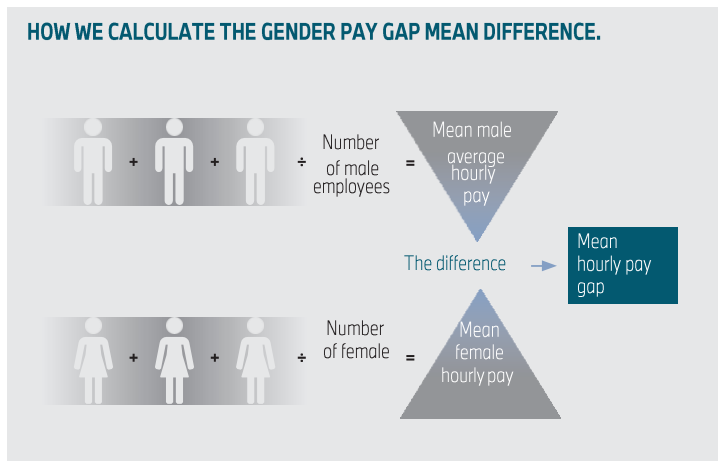 HOW WE CALCULATE THE GENDER PAY GAP MEAN DIFFERENCE.
+ + ÷
Number
of male
employees
=
Mean male
average
hourly
pay
The difference
Mean
hourly pay
gap
+ + ÷
Number
of female
=
Mean
female
hourly pay